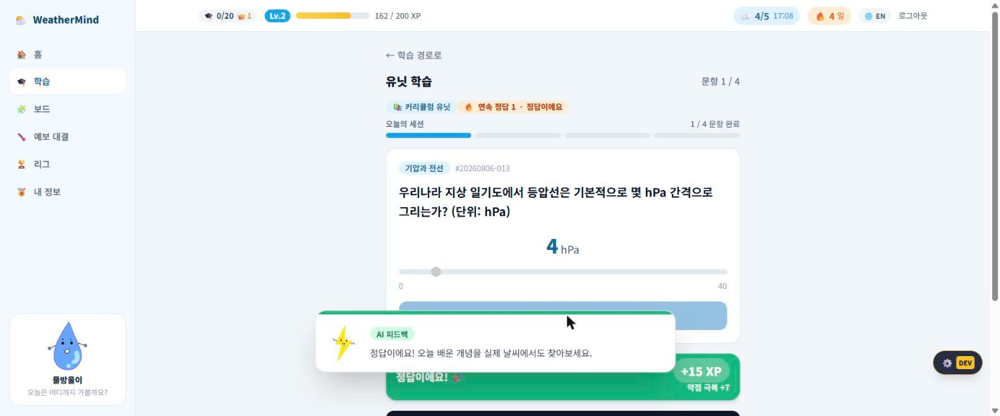 WeatherMind
0/20 1 Lv.2 162 / 200 XP 4/5 17:08 4 일 EN 로그아웃
홈
학습
보드
예보 대결
리그
내 정보
물방울이
오늘은 어디까지 가볼까요?
← 학습 경로로
유닛 학습 문항 1 / 4
커리큘럼 유닛 연속 정답 1 · 정답이에요
오늘의 세션 1 / 4 문항 완료
기압과 전선 #20260806-013
우리나라 지상 일기도에서 등압선은 기본적으로 몇 hPa 간격으로
그리는가? (단위: hPa)
4 hPa
0 40
AI 피드백
정답이에요! 오늘 배운 개념을 실제 날씨에서도 찾아보세요.
정답이에요! +15 XP
약점 극복 +7
DEV